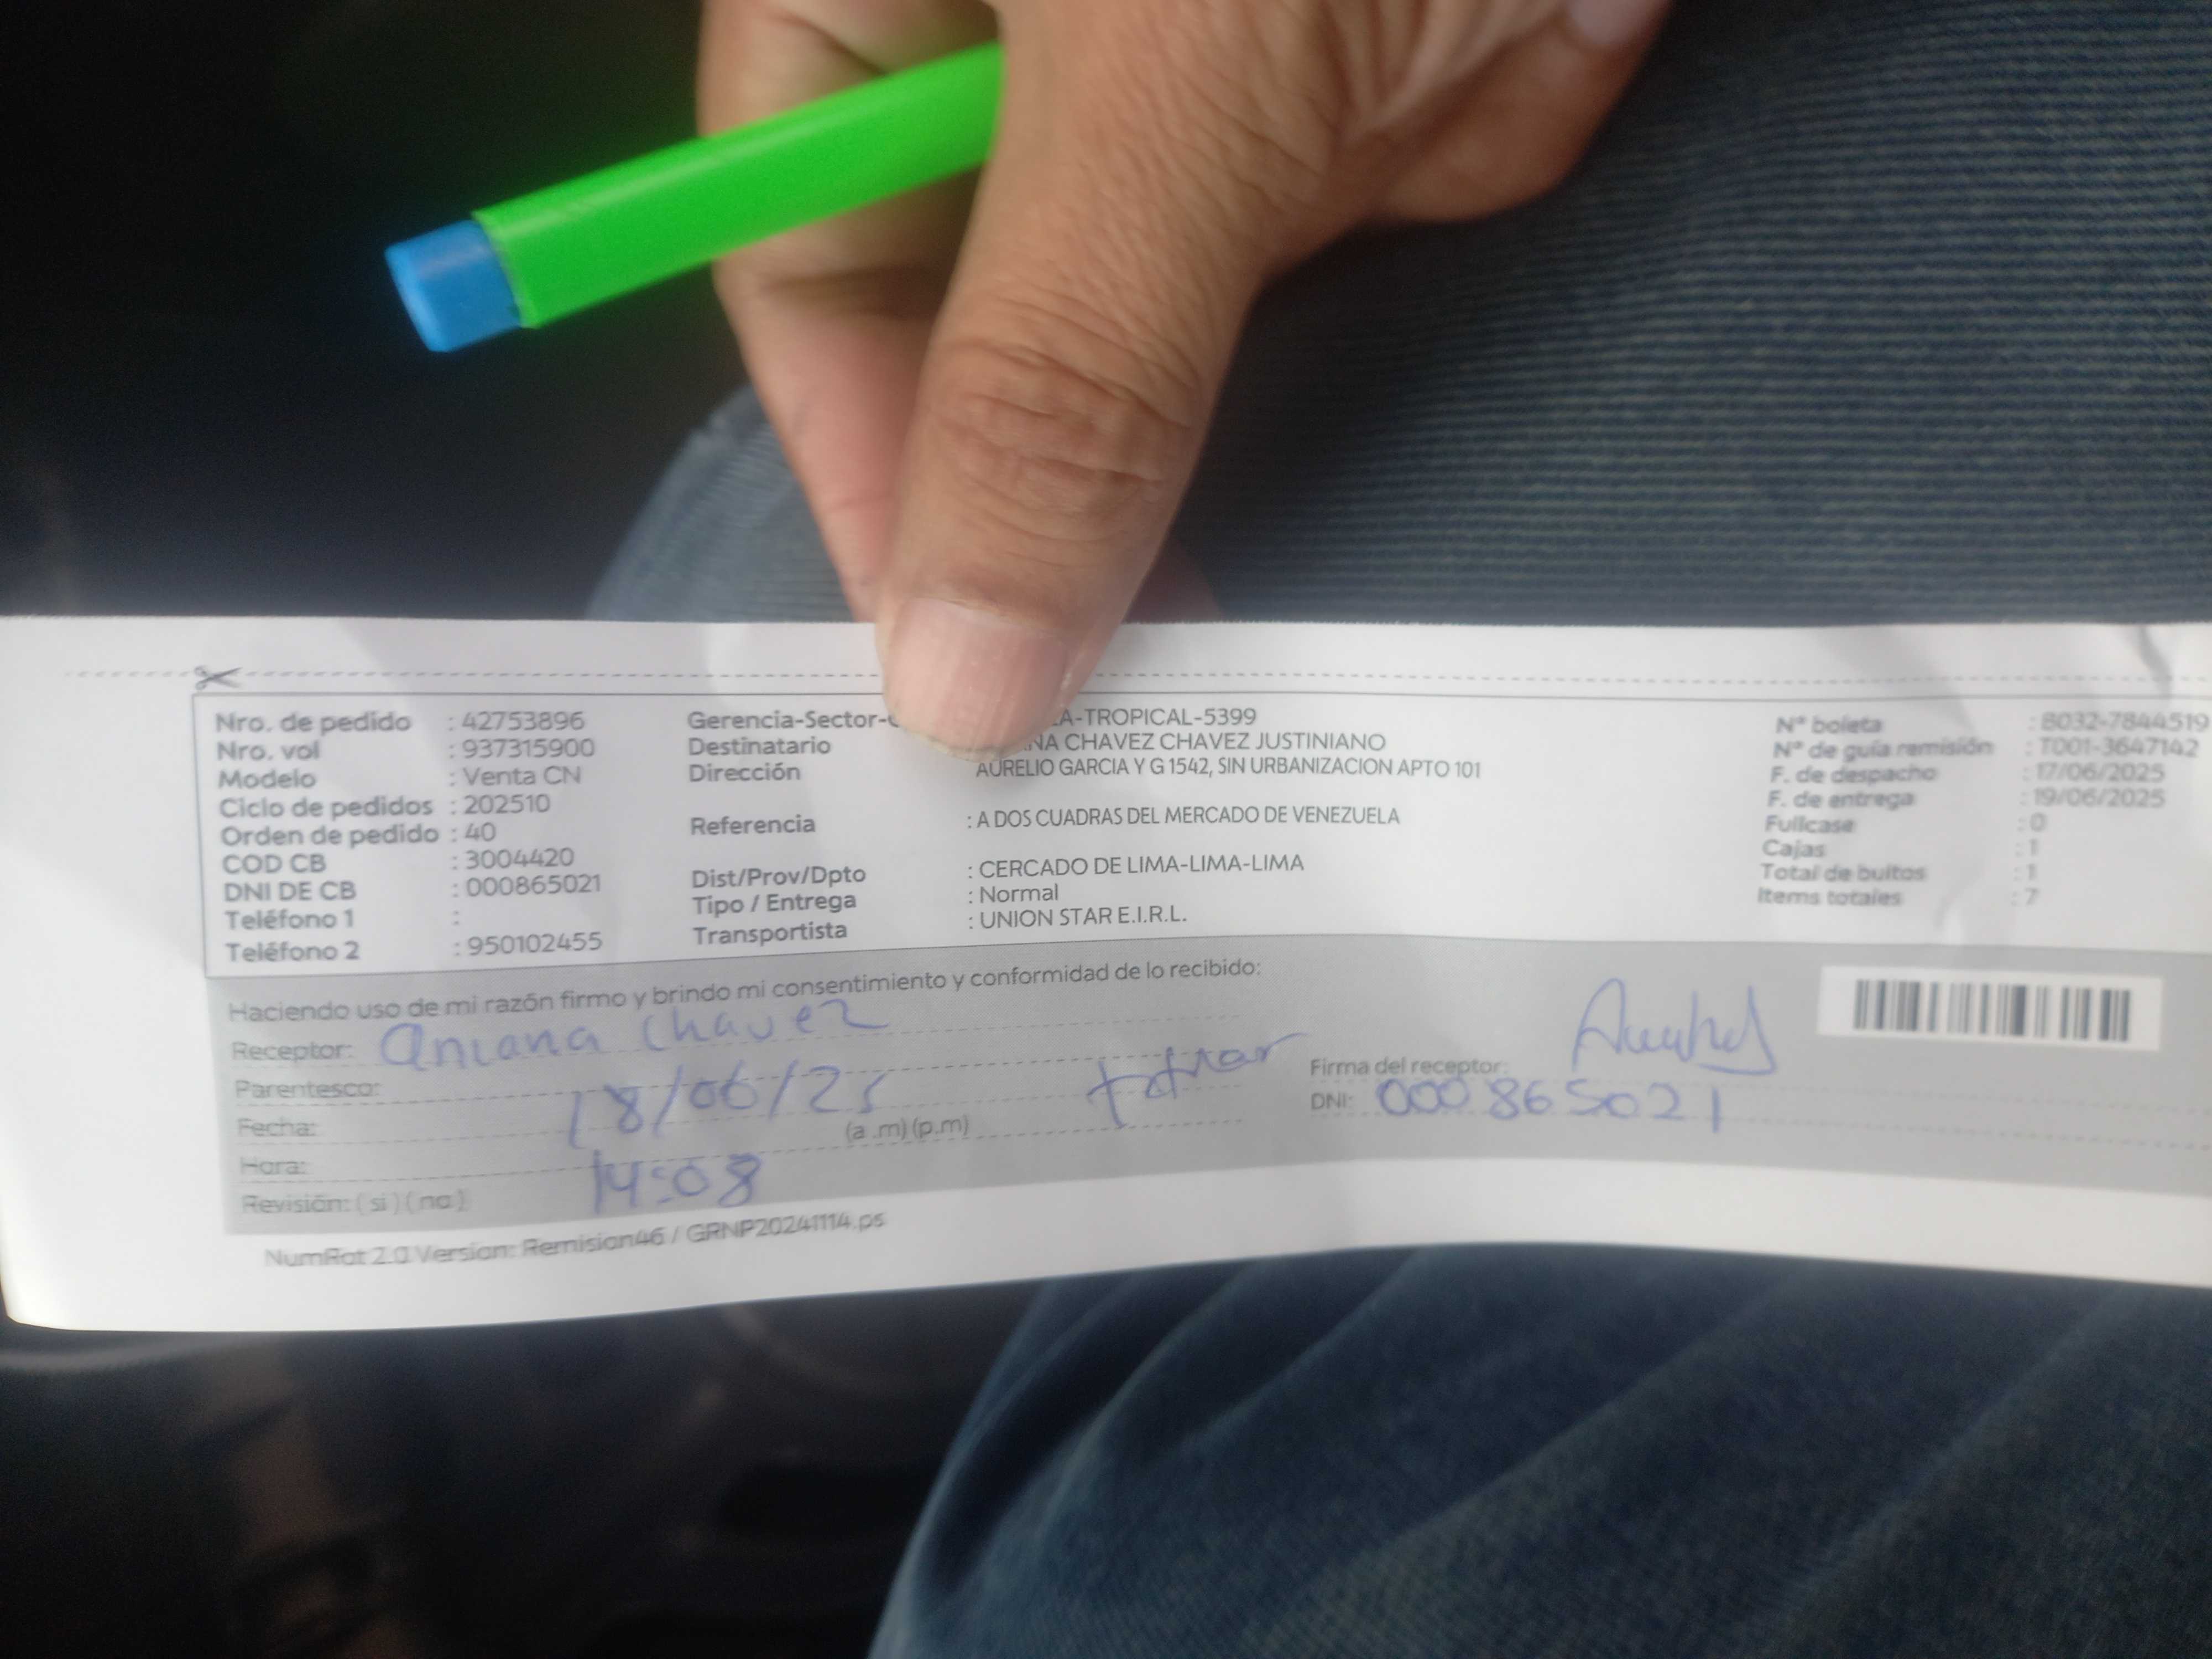 Nro. de pedido : 42753896
Nro. vol : 937315900
Modelo : Venta CN
Ciclo de pedidos : 202510
Orden de pedido : 40
COD CB : 3004420
DNI DE CB : 000865021
Teléfono 1 :
Teléfono 2 : 950102455
Gerencia-Sector- A-TROPICAL-5399
Destinatario NA CHAVEZ CHAVEZ JUSTINIANO
Dirección AURELIO GARCIA Y G 1542, SIN URBANIZACION APTO 101
Referencia : A DOS CUADRAS DEL MERCADO DE VENEZUELA
Dist/Prov/Dpto : CERCADO DE LIMA-LIMA-LIMA
Tipo / Entrega : Normal
Transportista : UNION STAR E.I.R.L.
N° boleta : B032-7844519
N° de guía remisión : T001-3647142
F. de despacho : 17/06/2025
F. de entrega : 19/06/2025
Fullcase : 0
Cajas : 1
Total de bultos : 1
Items totales : 7
Haciendo uso de mi razón firmo y brindo mi consentimiento y conformidad de lo recibido:
Receptor: aniana chavez
Parentesco:
Fecha: 18/06/25 (a.m) (p.m)
Hora: 14:08
Revisión: (si) (no)
Firma del receptor:
DNI: 000865021
NumRot 2.0 Version: Remision46 / GRNP20241114.ps